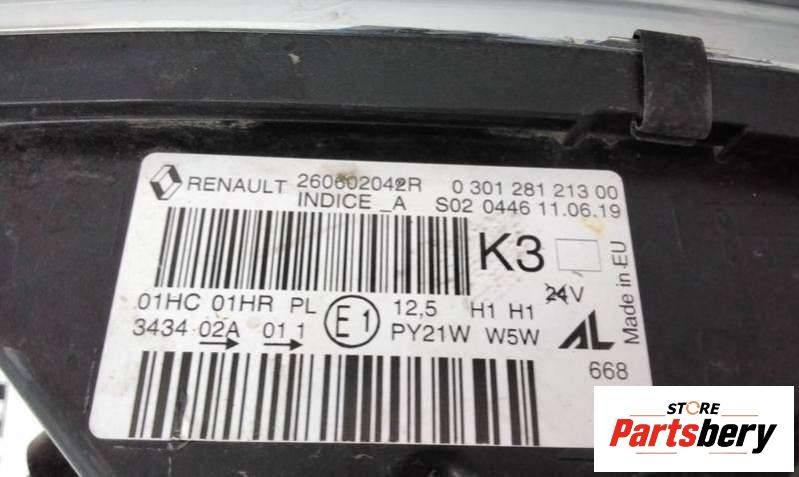 RENAULT 260602042R 0 301 281 213 00
INDICE _A S02 0446 11.06.19
K3
Made in EU
01HC 01HR PL E1 12,5 H1 H1 24V
3434 02A 01 1 PY21W W5W AL
668
STORE
Partsbery